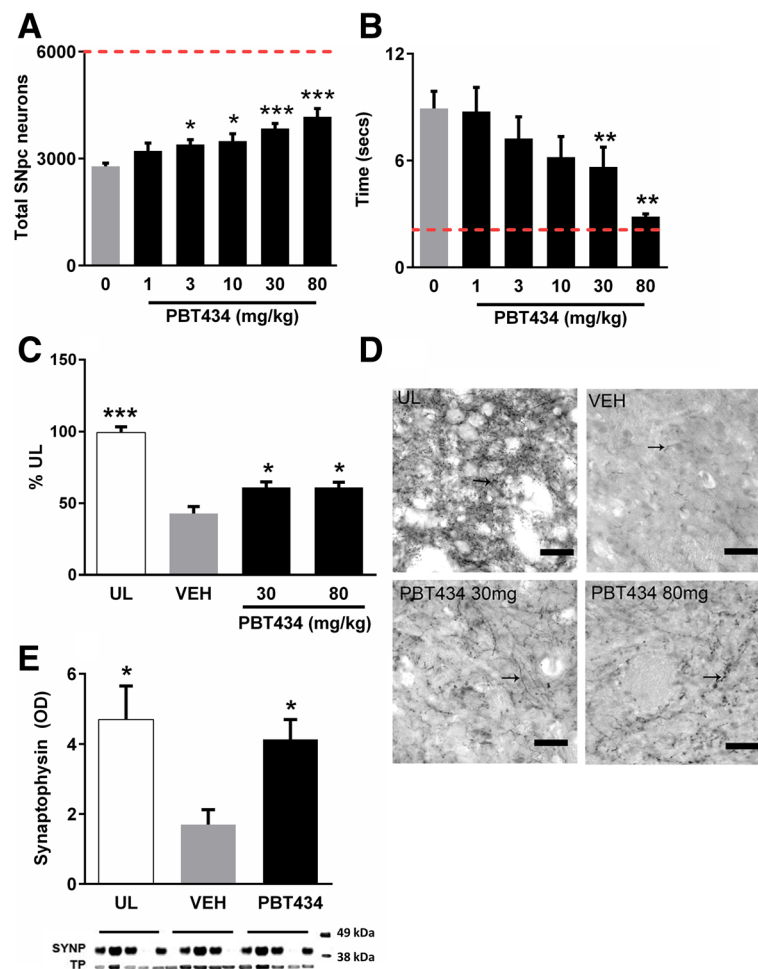 A
B
6000
3000
0
Total SNpc neurons
* * *** ***
0 1 3 10 30 80
PBT434 (mg/kg)
12
6
0
Time (secs)
** **
0 1 3 10 30 80
PBT434 (mg/kg)
C
150
100
50
0
% UL
*** * *
UL VEH 30 80
PBT434 (mg/kg)
D
UL
VEH
PBT434 30mg
PBT434 80mg
E
6
4
2
0
Synaptophysin (OD)
* *
UL VEH PBT434
49 kDa
SYNP
38 kDa
TP